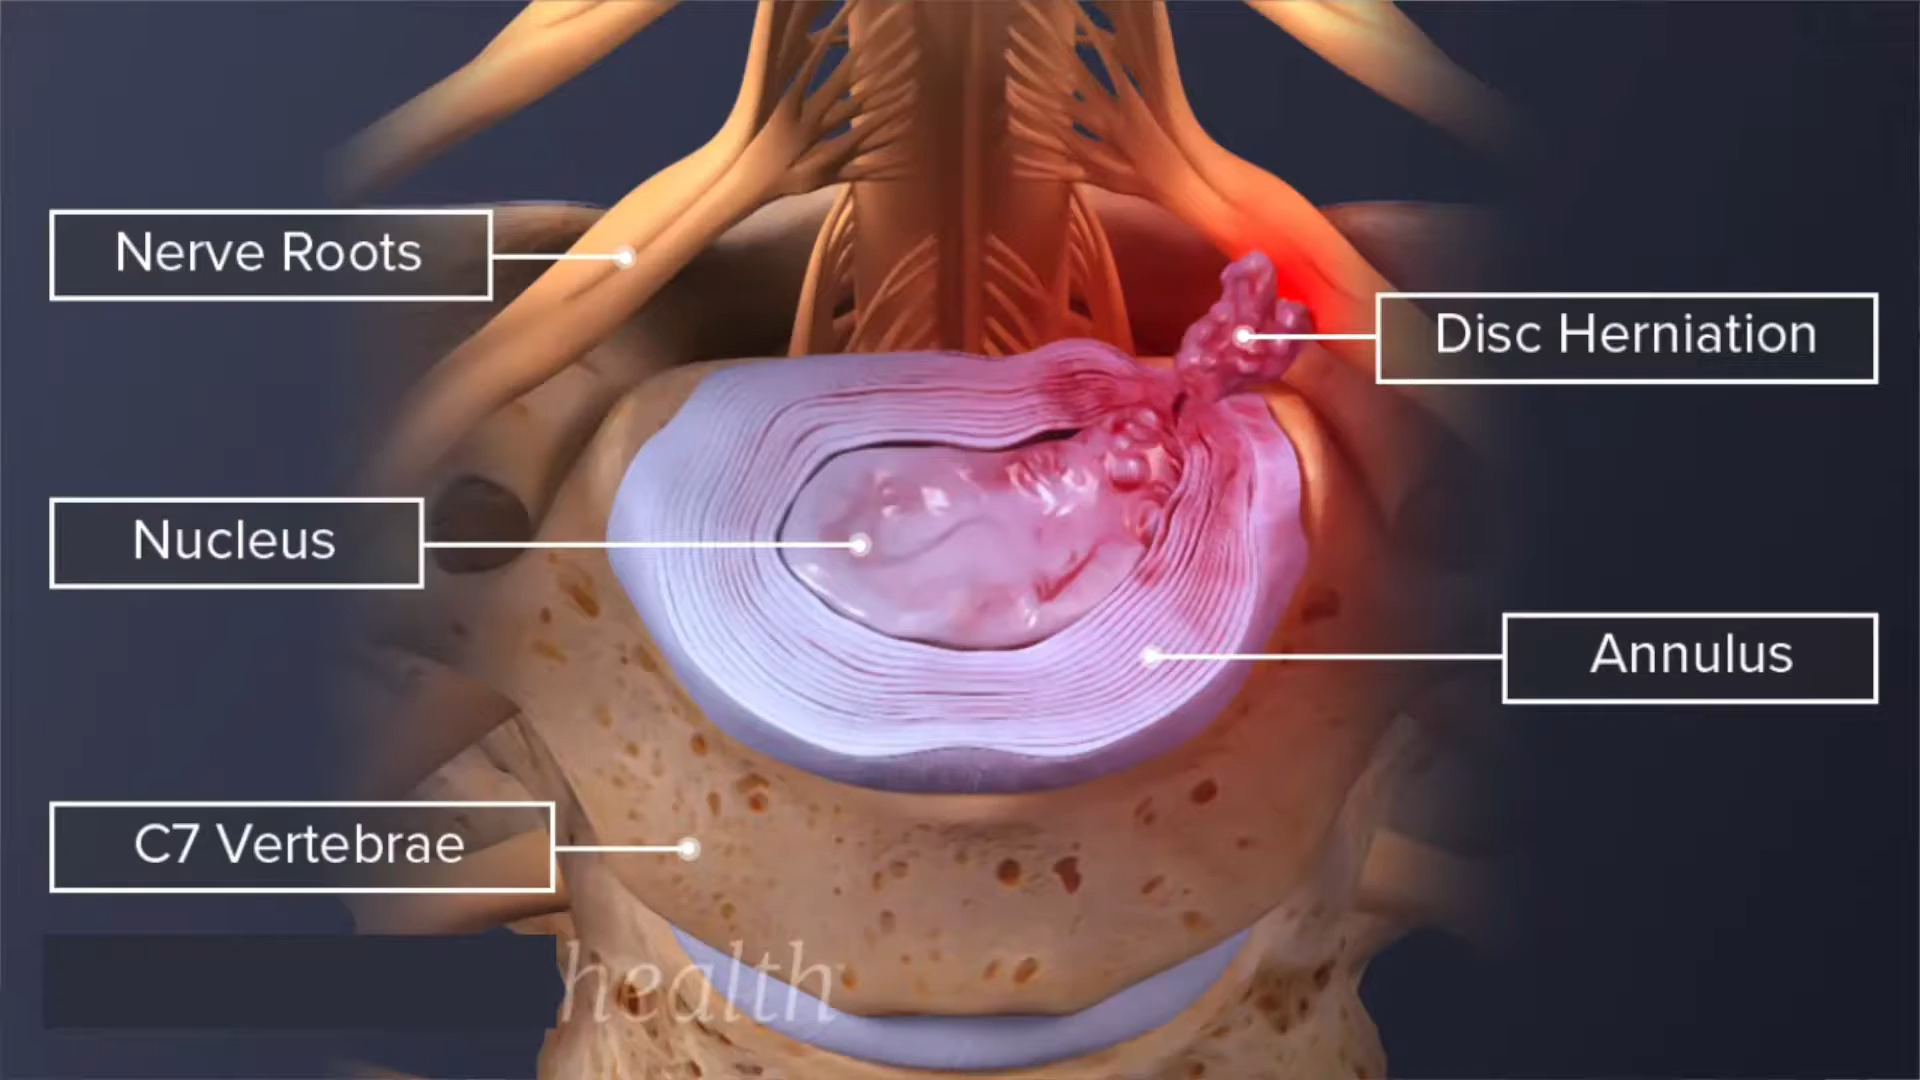 Nerve Roots
Disc Herniation
Nucleus
Annulus
C7 Vertebrae
health